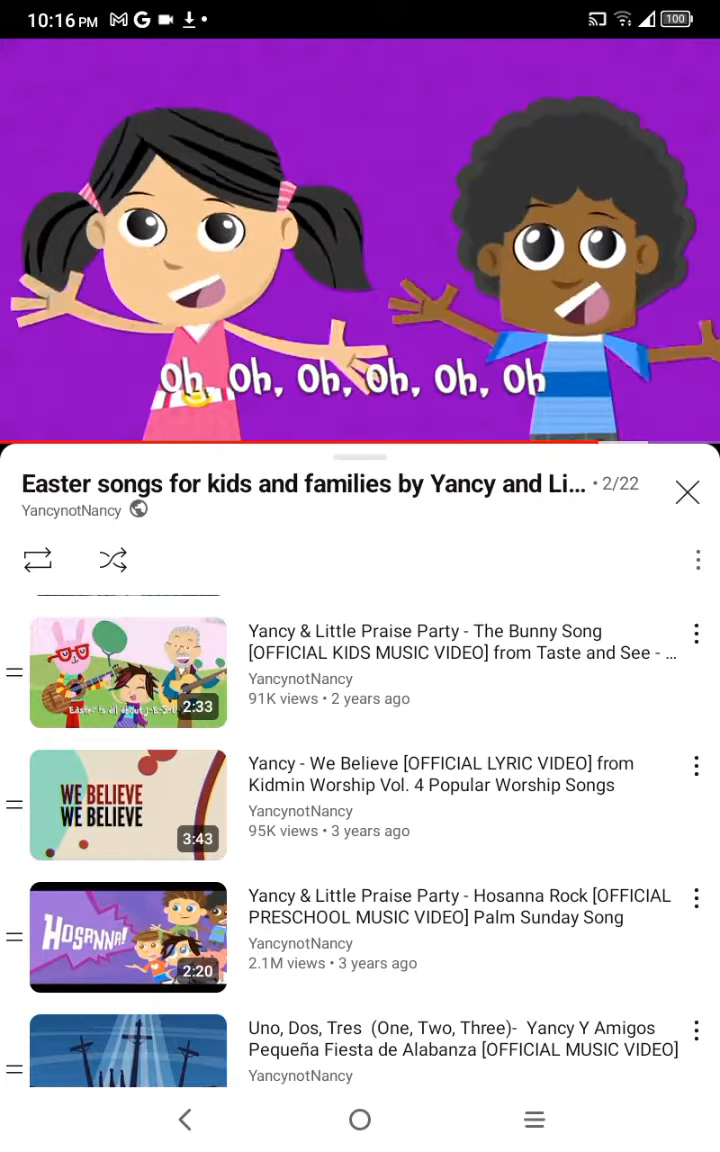 10:16 PM
100
Oh, Oh, Oh, Oh, Oh, Oh
Easter songs for kids and families by Yancy and Li... • 2/22
YancynotNancy
Yancy & Little Praise Party - The Bunny Song
[OFFICIAL KIDS MUSIC VIDEO] from Taste and See - ...
YancynotNancy
91K views • 2 years ago
Easter is all about J-E-S-U-S
2:33
Yancy - We Believe [OFFICIAL LYRIC VIDEO] from
Kidmin Worship Vol. 4 Popular Worship Songs
YancynotNancy
95K views • 3 years ago
WE BELIEVE
WE BELIEVE
3:43
Yancy & Little Praise Party - Hosanna Rock [OFFICIAL
PRESCHOOL MUSIC VIDEO] Palm Sunday Song
YancynotNancy
2.1M views • 3 years ago
HOSANNA!
2:20
Uno, Dos, Tres (One, Two, Three)- Yancy Y Amigos
Pequeña Fiesta de Alabanza [OFFICIAL MUSIC VIDEO]
YancynotNancy